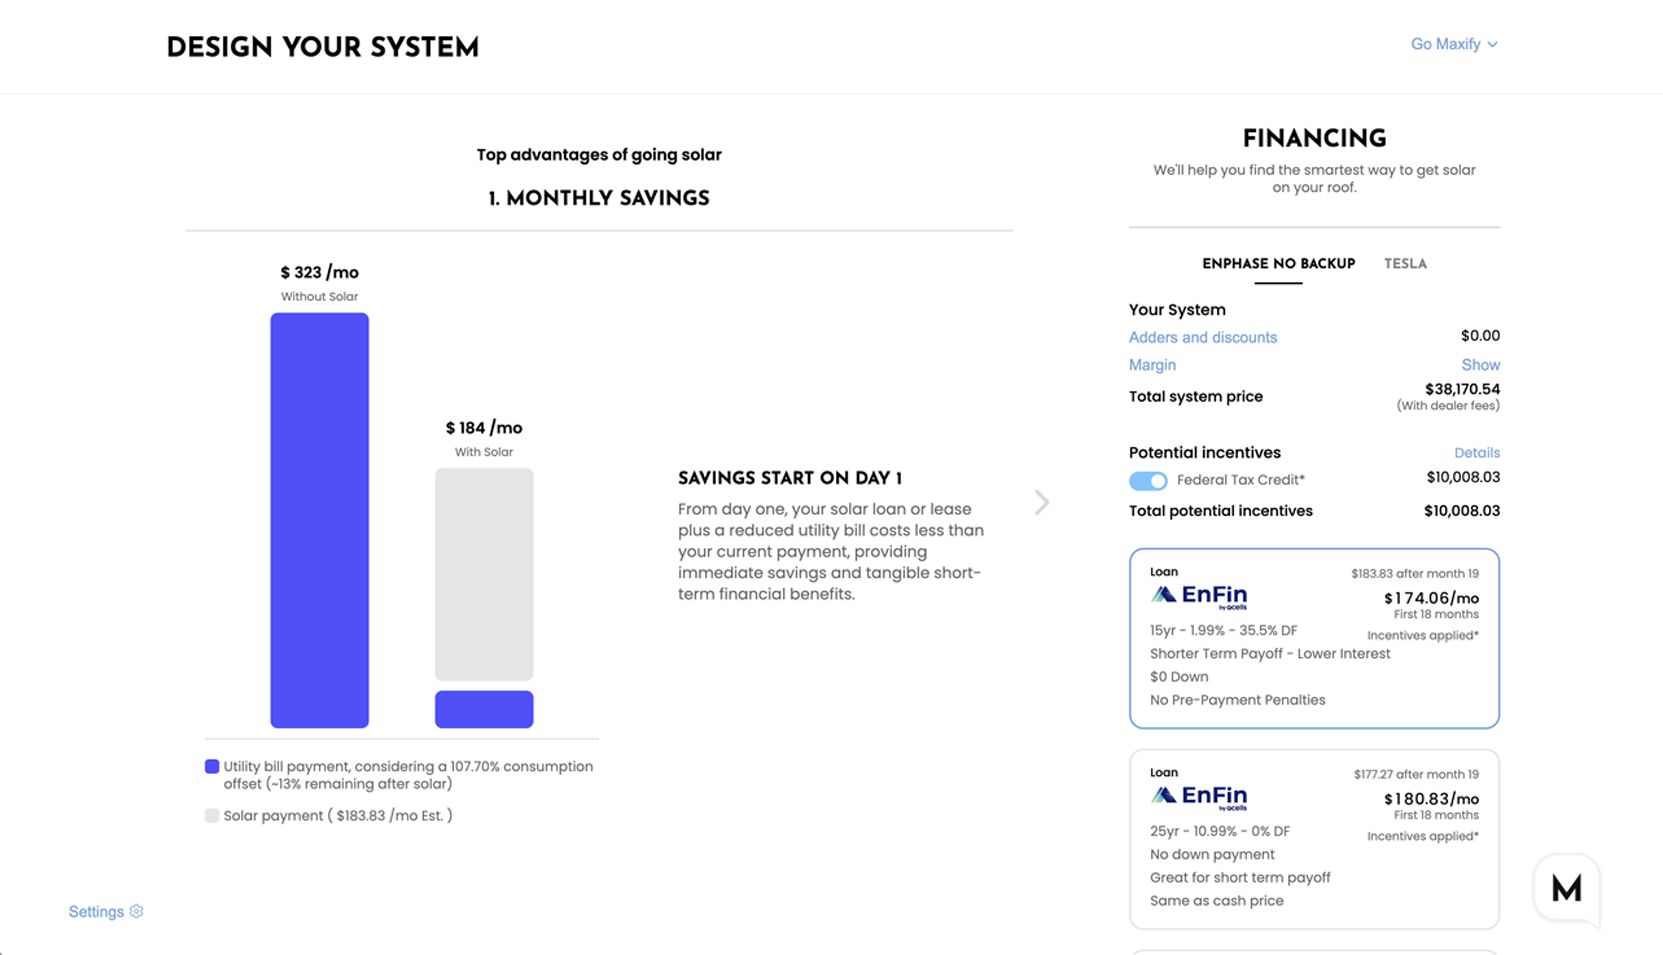 DESIGN YOUR SYSTEM
Go Maxify
Top advantages of going solar
1. MONTHLY SAVINGS
$ 323 /mo
Without Solar
$ 184 /mo
With Solar
SAVINGS START ON DAY 1
From day one, your solar loan or lease
plus a reduced utility bill costs less than
your current payment, providing
immediate savings and tangible short-
term financial benefits.
Utility bill payment, considering a 107.70% consumption
offset (~13% remaining after solar)
Solar payment ( $183.83 /mo Est. )
Settings
FINANCING
We'll help you find the smartest way to get solar
on your roof.
ENPHASE NO BACKUP TESLA
Your System
Adders and discounts $0.00
Margin Show
Total system price $38,170.54
(With dealer fees)
Potential incentives Details
Federal Tax Credit* $10,008.03
Total potential incentives $10,008.03
Loan $183.83 after month 19
EnFin $174.06/mo
by qcells First 18 months
15yr - 1.99% - 35.5% DF Incentives applied*
Shorter Term Payoff - Lower Interest
$0 Down
No Pre-Payment Penalties
Loan $177.27 after month 19
EnFin $180.83/mo
by qcells First 18 months
25yr - 10.99% - 0% DF Incentives applied*
No down payment
Great for short term payoff
Same as cash price
M